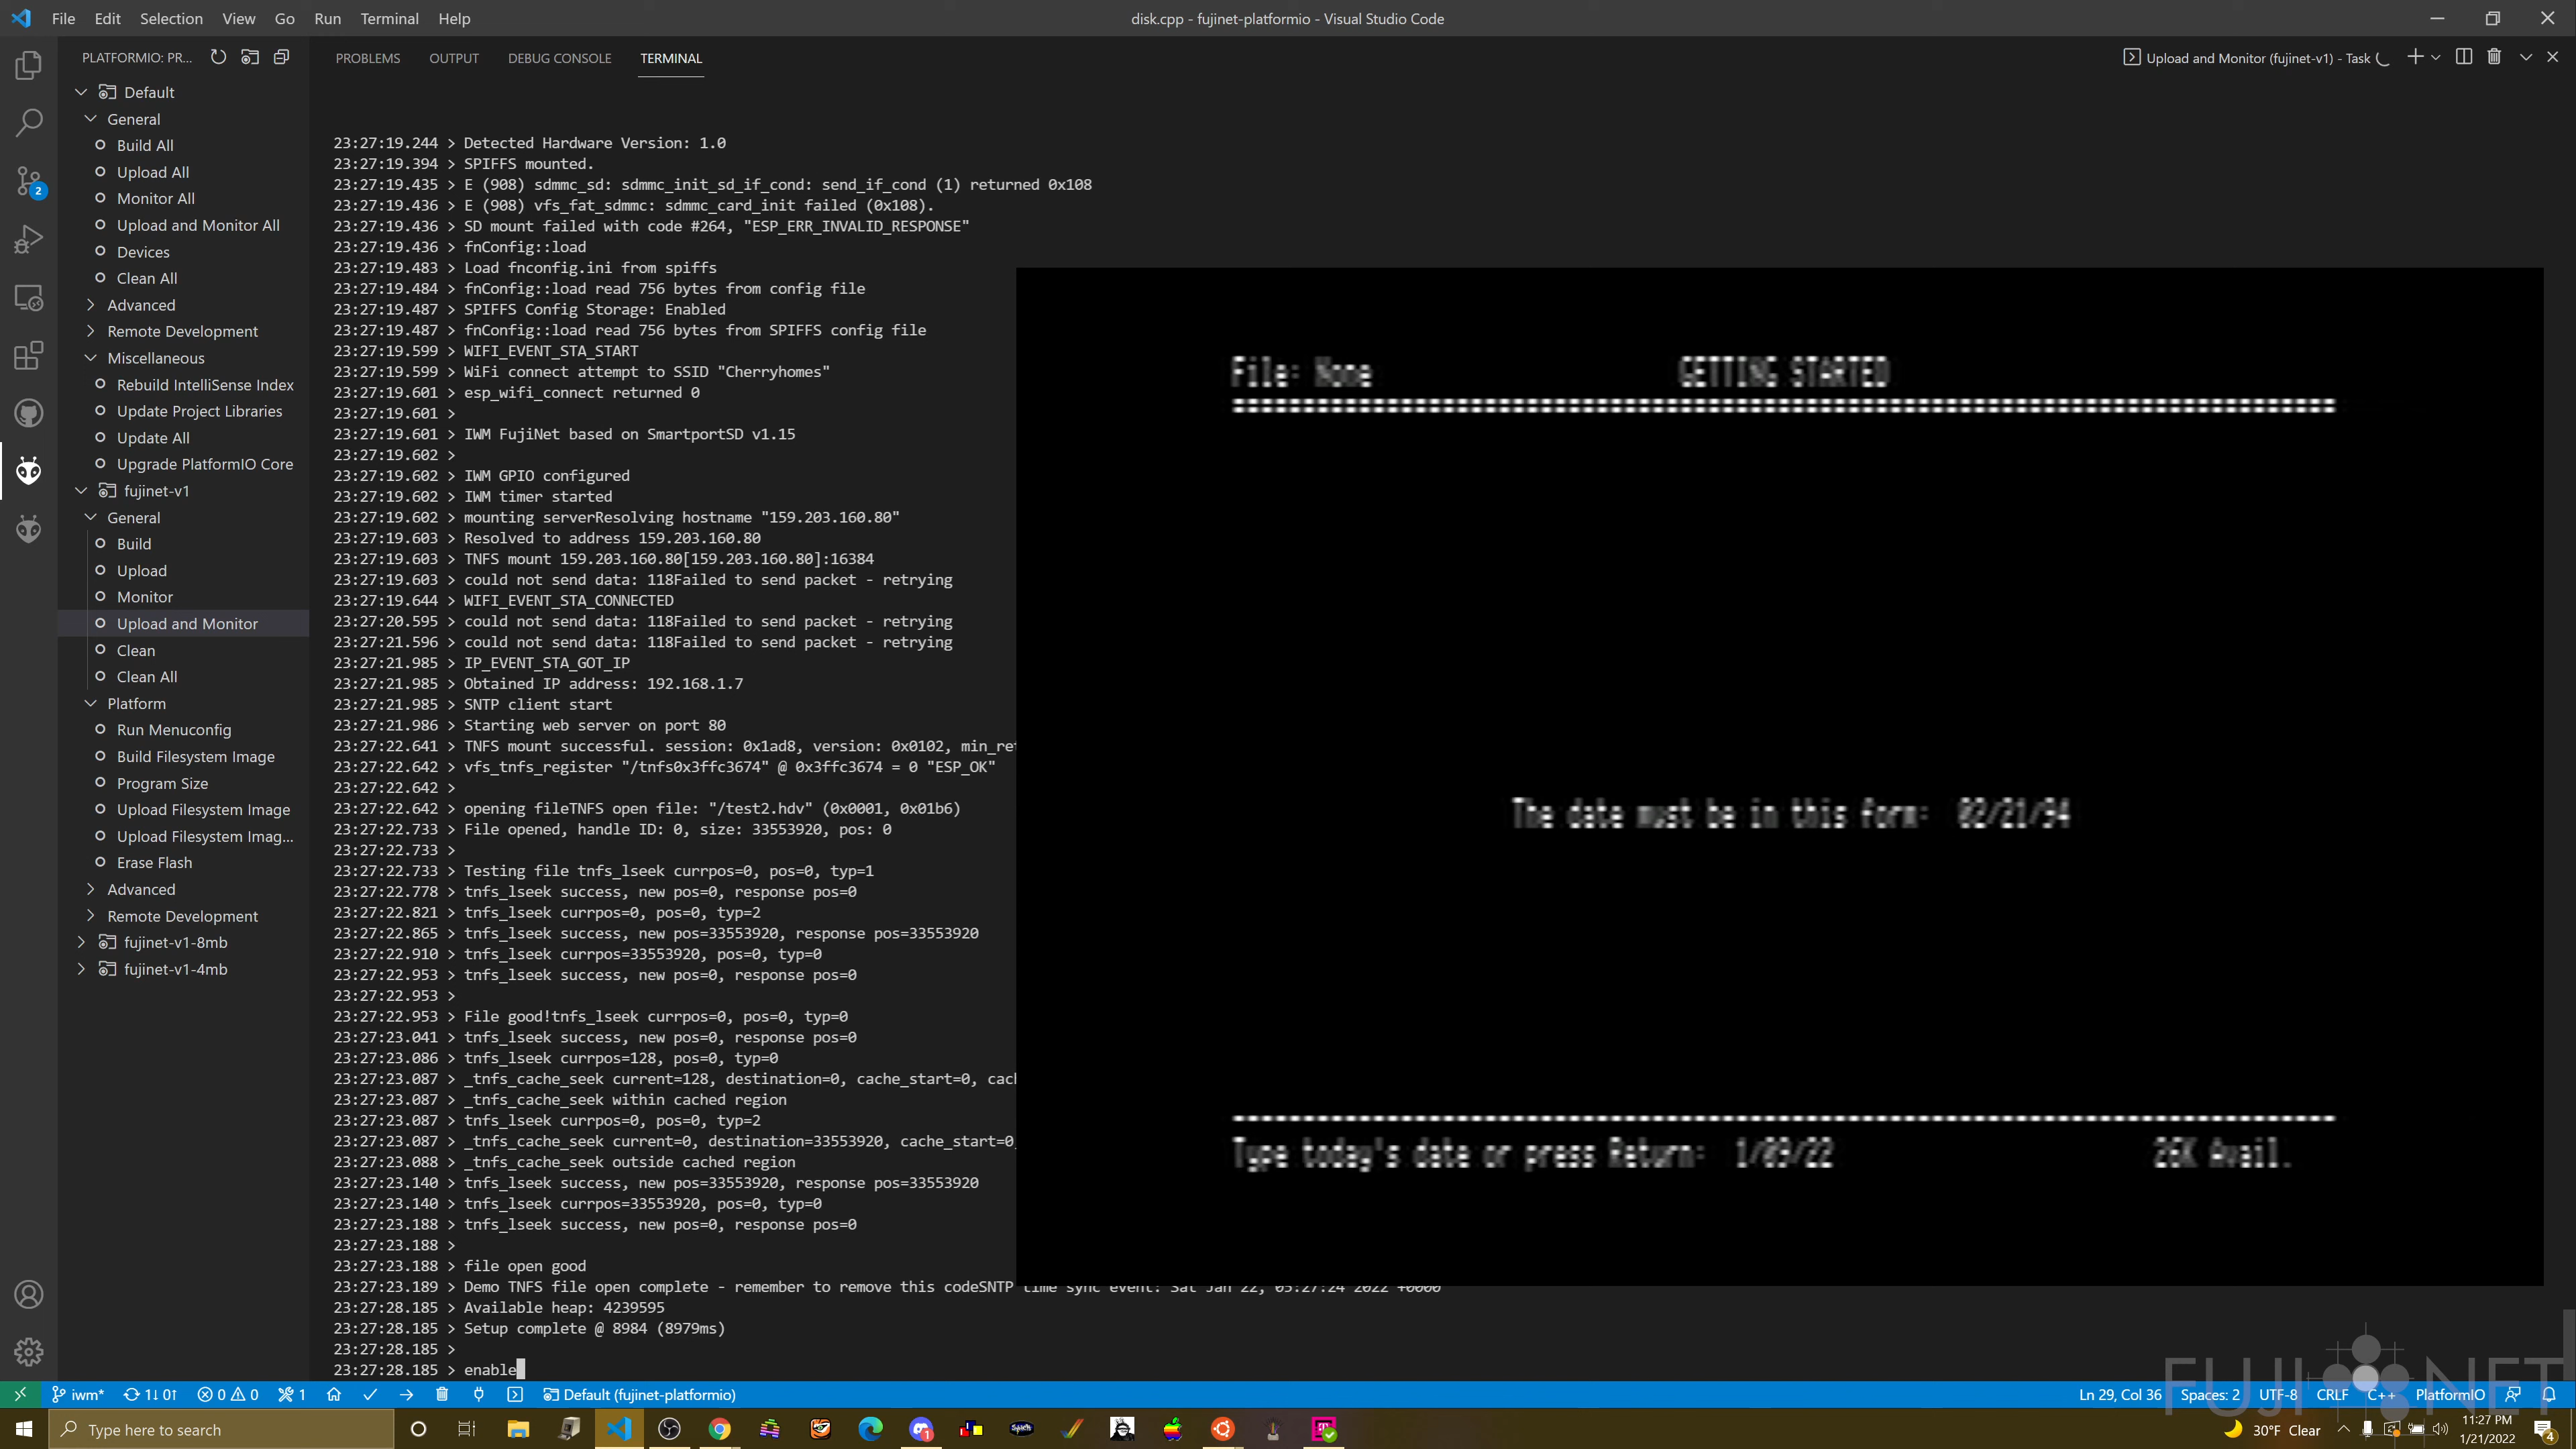 File Edit Selection View Go Run Terminal Help
disk.cpp - fujinet-platformio - Visual Studio Code
PLATFORMIO: PR...
PROBLEMS OUTPUT DEBUG CONSOLE TERMINAL
Upload and Monitor (fujinet-v1) - Task
Default
General
Build All
Upload All
Monitor All
Upload and Monitor All
Devices
Clean All
Advanced
Remote Development
Miscellaneous
Rebuild IntelliSense Index
Update Project Libraries
Update All
Upgrade PlatformIO Core
fujinet-v1
General
Build
Upload
Monitor
Upload and Monitor
Clean
Clean All
Platform
Run Menuconfig
Build Filesystem Image
Program Size
Upload Filesystem Image
Upload Filesystem Imag...
Erase Flash
Advanced
Remote Development
fujinet-v1-8mb
fujinet-v1-4mb
2
23:27:19.244 > Detected Hardware Version: 1.0
23:27:19.394 > SPIFFS mounted.
23:27:19.435 > E (908) sdmmc_sd: sdmmc_init_sd_if_cond: send_if_cond (1) returned 0x108
23:27:19.436 > E (908) vfs_fat_sdmmc: sdmmc_card_init failed (0x108).
23:27:19.436 > SD mount failed with code #264, "ESP_ERR_INVALID_RESPONSE"
23:27:19.436 > fnConfig::load
23:27:19.483 > Load fnconfig.ini from spiffs
23:27:19.484 > fnConfig::load read 756 bytes from config file
23:27:19.487 > SPIFFS Config Storage: Enabled
23:27:19.487 > fnConfig::load read 756 bytes from SPIFFS config file
23:27:19.599 > WIFI_EVENT_STA_START
23:27:19.599 > WiFi connect attempt to SSID "Cherryhomes"
23:27:19.601 > esp_wifi_connect returned 0
23:27:19.601 >
23:27:19.601 > IWM FujiNet based on SmartportSD v1.15
23:27:19.602 >
23:27:19.602 > IWM GPIO configured
23:27:19.602 > IWM timer started
23:27:19.602 > mounting serverResolving hostname "159.203.160.80"
23:27:19.603 > Resolved to address 159.203.160.80
23:27:19.603 > TNFS mount 159.203.160.80[159.203.160.80]:16384
23:27:19.603 > could not send data: 118Failed to send packet - retrying
23:27:19.644 > WIFI_EVENT_STA_CONNECTED
23:27:20.595 > could not send data: 118Failed to send packet - retrying
23:27:21.596 > could not send data: 118Failed to send packet - retrying
23:27:21.985 > IP_EVENT_STA_GOT_IP
23:27:21.985 > Obtained IP address: 192.168.1.7
23:27:21.985 > SNTP client start
23:27:21.986 > Starting web server on port 80
23:27:22.641 > TNFS mount successful. session: 0x1ad8, version: 0x0102, min_ret
23:27:22.642 > vfs_tnfs_register "/tnfs0x3ffc3674" @ 0x3ffc3674 = 0 "ESP_OK"
23:27:22.642 >
23:27:22.642 > opening fileTNFS open file: "/test2.hdv" (0x0001, 0x01b6)
23:27:22.733 > File opened, handle ID: 0, size: 33553920, pos: 0
23:27:22.733 >
23:27:22.733 > Testing file tnfs_lseek currpos=0, pos=0, typ=1
23:27:22.778 > tnfs_lseek success, new pos=0, response pos=0
23:27:22.821 > tnfs_lseek currpos=0, pos=0, typ=2
23:27:22.865 > tnfs_lseek success, new pos=33553920, response pos=33553920
23:27:22.910 > tnfs_lseek currpos=33553920, pos=0, typ=0
23:27:22.953 > tnfs_lseek success, new pos=0, response pos=0
23:27:22.953 >
23:27:22.953 > File good!tnfs_lseek currpos=0, pos=0, typ=0
23:27:23.041 > tnfs_lseek success, new pos=0, response pos=0
23:27:23.086 > tnfs_lseek currpos=128, pos=0, typ=0
23:27:23.087 > _tnfs_cache_seek current=128, destination=0, cache_start=0, cach
23:27:23.087 > _tnfs_cache_seek within cached region
23:27:23.087 > tnfs_lseek currpos=0, pos=0, typ=2
23:27:23.087 > _tnfs_cache_seek current=0, destination=33553920, cache_start=0,
23:27:23.088 > _tnfs_cache_seek outside cached region
23:27:23.140 > tnfs_lseek success, new pos=33553920, response pos=33553920
23:27:23.140 > tnfs_lseek currpos=33553920, pos=0, typ=0
23:27:23.188 > tnfs_lseek success, new pos=0, response pos=0
23:27:23.188 >
23:27:23.188 > file open good
23:27:23.189 > Demo TNFS file open complete - remember to remove this codeSNTP time sync event: Sat Jan 22, 05:27:24 2022 +0000
23:27:28.185 > Available heap: 4239595
23:27:28.185 > Setup complete @ 8984 (8979ms)
23:27:28.185 >
23:27:28.185 > enable
File: None GETTING STARTED
The date must be in this form: 02/21/94
Type today's date or press Return: 1/09/22 26K Avail.
FUJINET
iwm* 1↓ 0↑ 0 0 1 Default (fujinet-platformio)
Ln 29, Col 36 Spaces: 2 UTF-8 CRLF C++ PlatformIO
Type here to search
1
30°F Clear
11:27 PM
1/21/2022
4